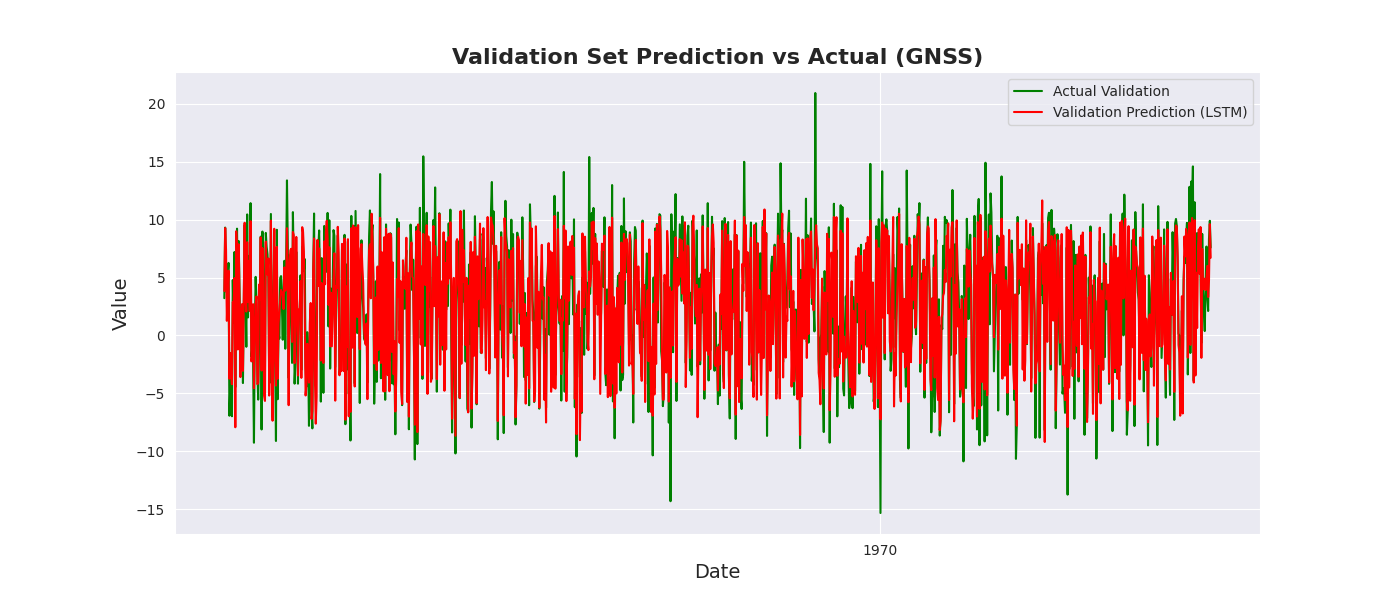 Validation Set Prediction vs Actual (GNSS)
Actual Validation
Validation Prediction (LSTM)
Value
20
15
10
5
0
−5
−10
−15
1970
Date